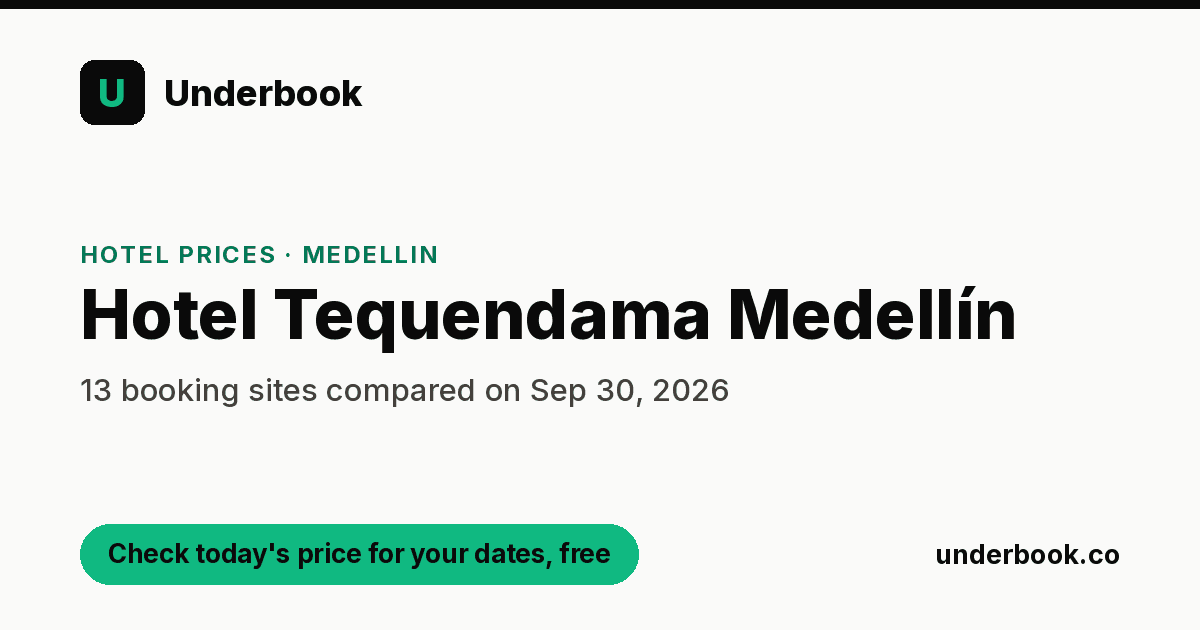 U Underbook
HOTEL PRICES · MEDELLIN
Hotel Tequendama Medellín
13 booking sites compared on Sep 30, 2026
Check today's price for your dates, free
underbook.co